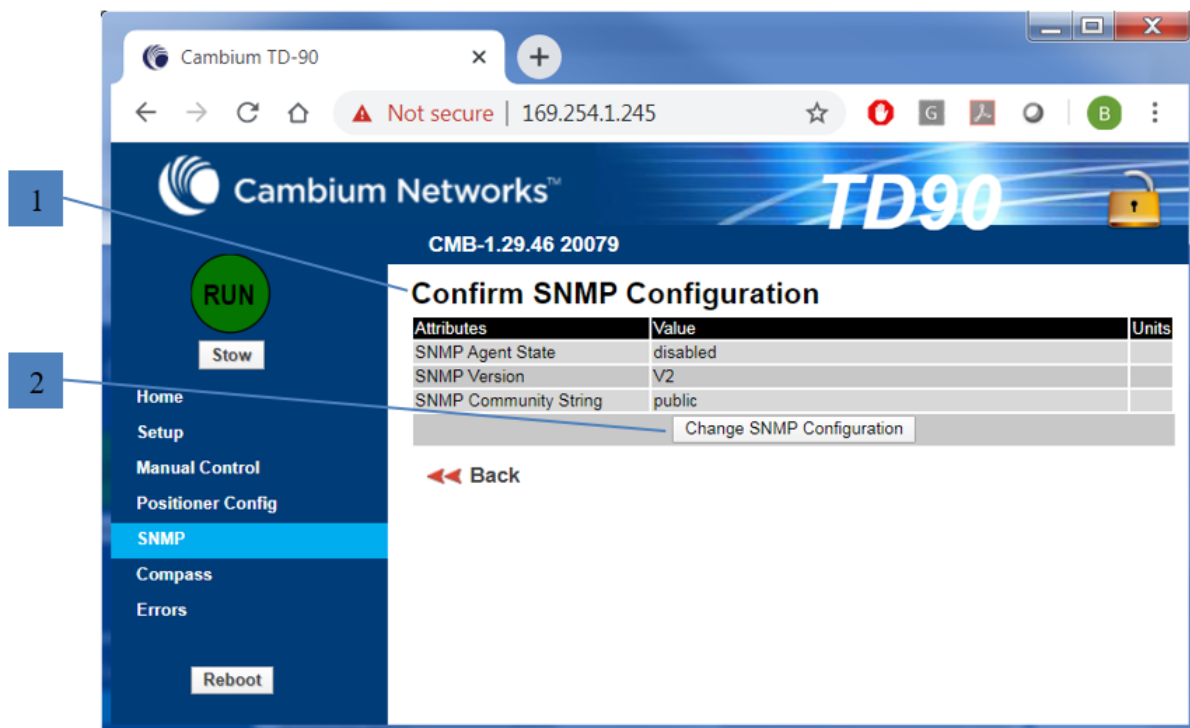 Cambium TD-90
Not secure | 169.254.1.245
G
B
1
Cambium Networks™
TD90
CMB-1.29.46 20079
RUN
Stow
Confirm SNMP Configuration
Attributes Value Units
SNMP Agent State disabled
SNMP Version V2
SNMP Community String public
Change SNMP Configuration
Back
2
Home
Setup
Manual Control
Positioner Config
SNMP
Compass
Errors
Reboot